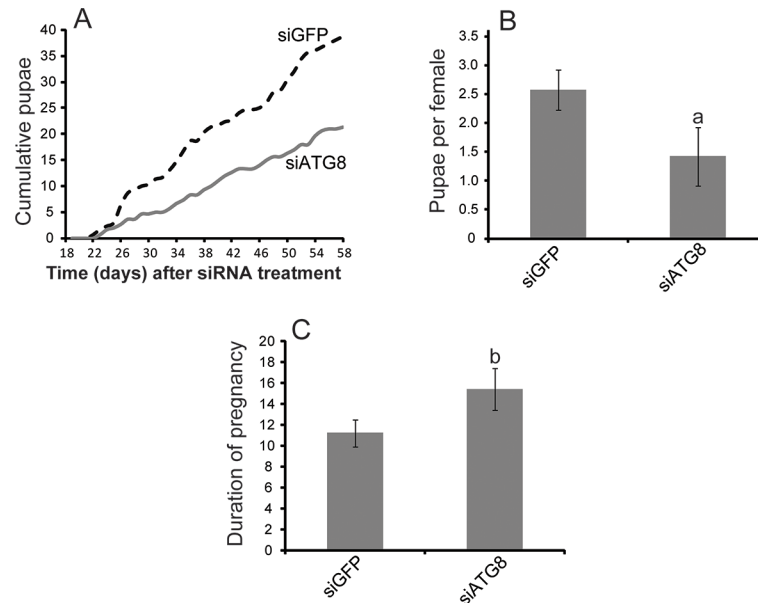 A
Cumulative pupae
40
35
30
25
20
15
10
5
0
siGFP
siATG8
18 22 26 30 34 38 42 46 50 54 58
Time (days) after siRNA treatment
B
Pupae per female
3.5
3.0
2.5
2.0
1.5
1.0
0.5
0
a
siGFP
siATG8
C
Duration of pregnancy
20
18
16
14
12
10
8
6
4
2
0
b
siGFP
siATG8